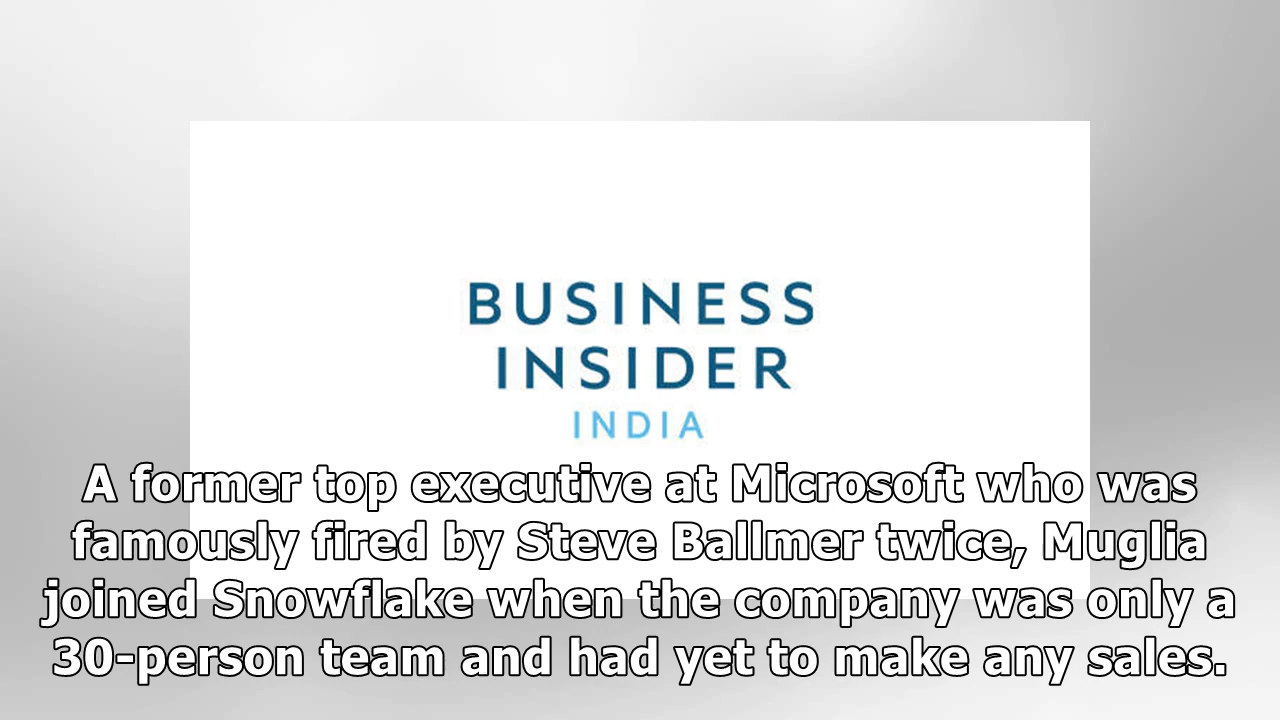 BUSINESS
INSIDER
INDIA
A former top executive at Microsoft who was
famously fired by Steve Ballmer twice, Muglia
joined Snowflake when the company was only a
30-person team and had yet to make any sales.